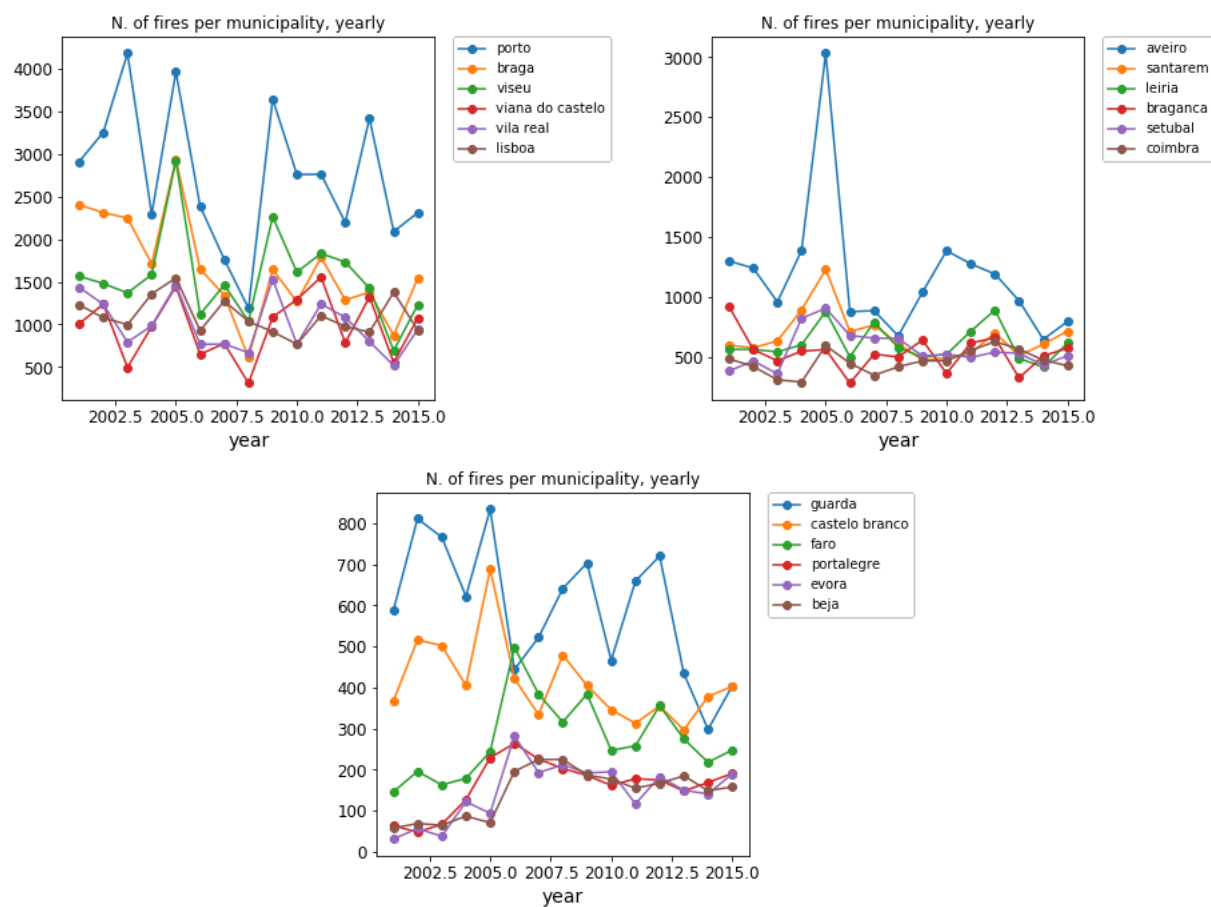 N. of fires per municipality, yearly
4000
3500
3000
2500
2000
1500
1000
500
2002.5 2005.0 2007.5 2010.0 2012.5 2015.0
year
porto
braga
viseu
viana do castelo
vila real
lisboa
N. of fires per municipality, yearly
3000
2500
2000
1500
1000
500
2002.5 2005.0 2007.5 2010.0 2012.5 2015.0
year
aveiro
santarem
leiria
braganca
setubal
coimbra
N. of fires per municipality, yearly
800
700
600
500
400
300
200
100
0
2002.5 2005.0 2007.5 2010.0 2012.5 2015.0
year
guarda
castelo branco
faro
portalegre
evora
beja